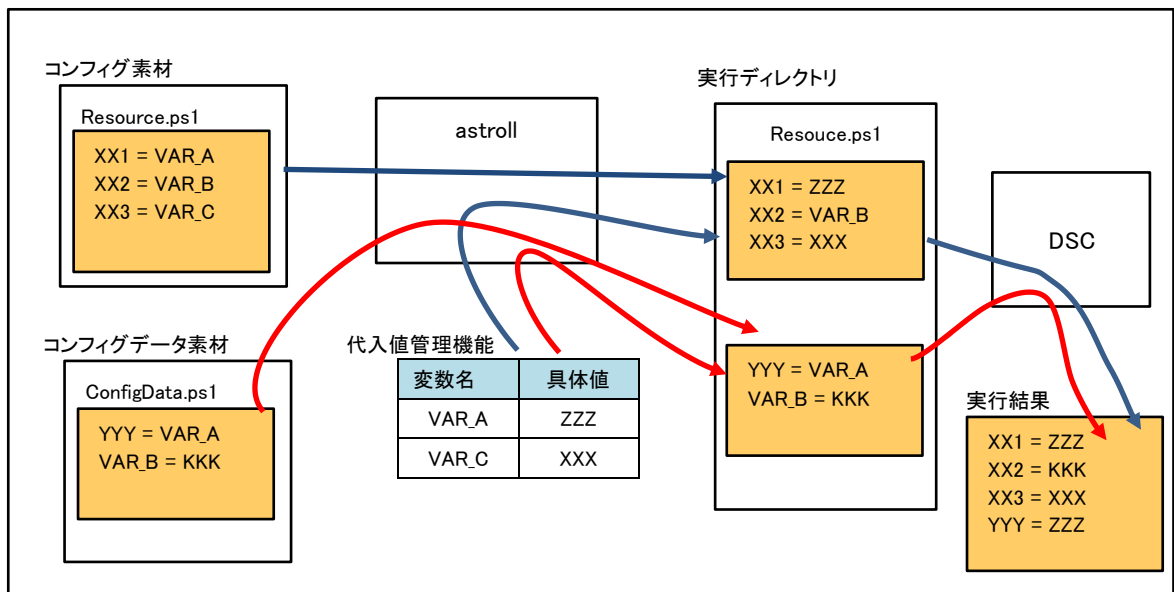 コンフィグ素材
Resource.ps1
XX1 = VAR_A
XX2 = VAR_B
XX3 = VAR_C
astroll
実行ディレクトリ
Resouce.ps1
XX1 = ZZZ
XX2 = VAR_B
XX3 = XXX
DSC
コンフィグデータ素材
ConfigData.ps1
YYY = VAR_A
VAR_B = KKK
代入値管理機能
変数名 具体値
VAR_A ZZZ
VAR_C XXX
YYY = VAR_A
VAR_B = KKK
実行結果
XX1 = ZZZ
XX2 = KKK
XX3 = XXX
YYY = ZZZ